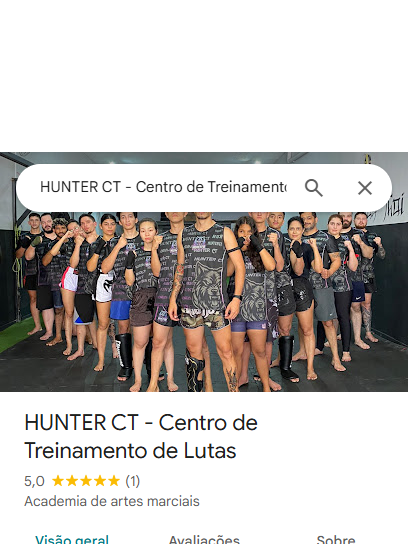 HUNTER CT - Centro de Treinamento
HUNTER CT - Centro de
Treinamento de Lutas
5,0 ★★★★★ (1)
Academia de artes marciais
Visão geral Avaliações Sobre